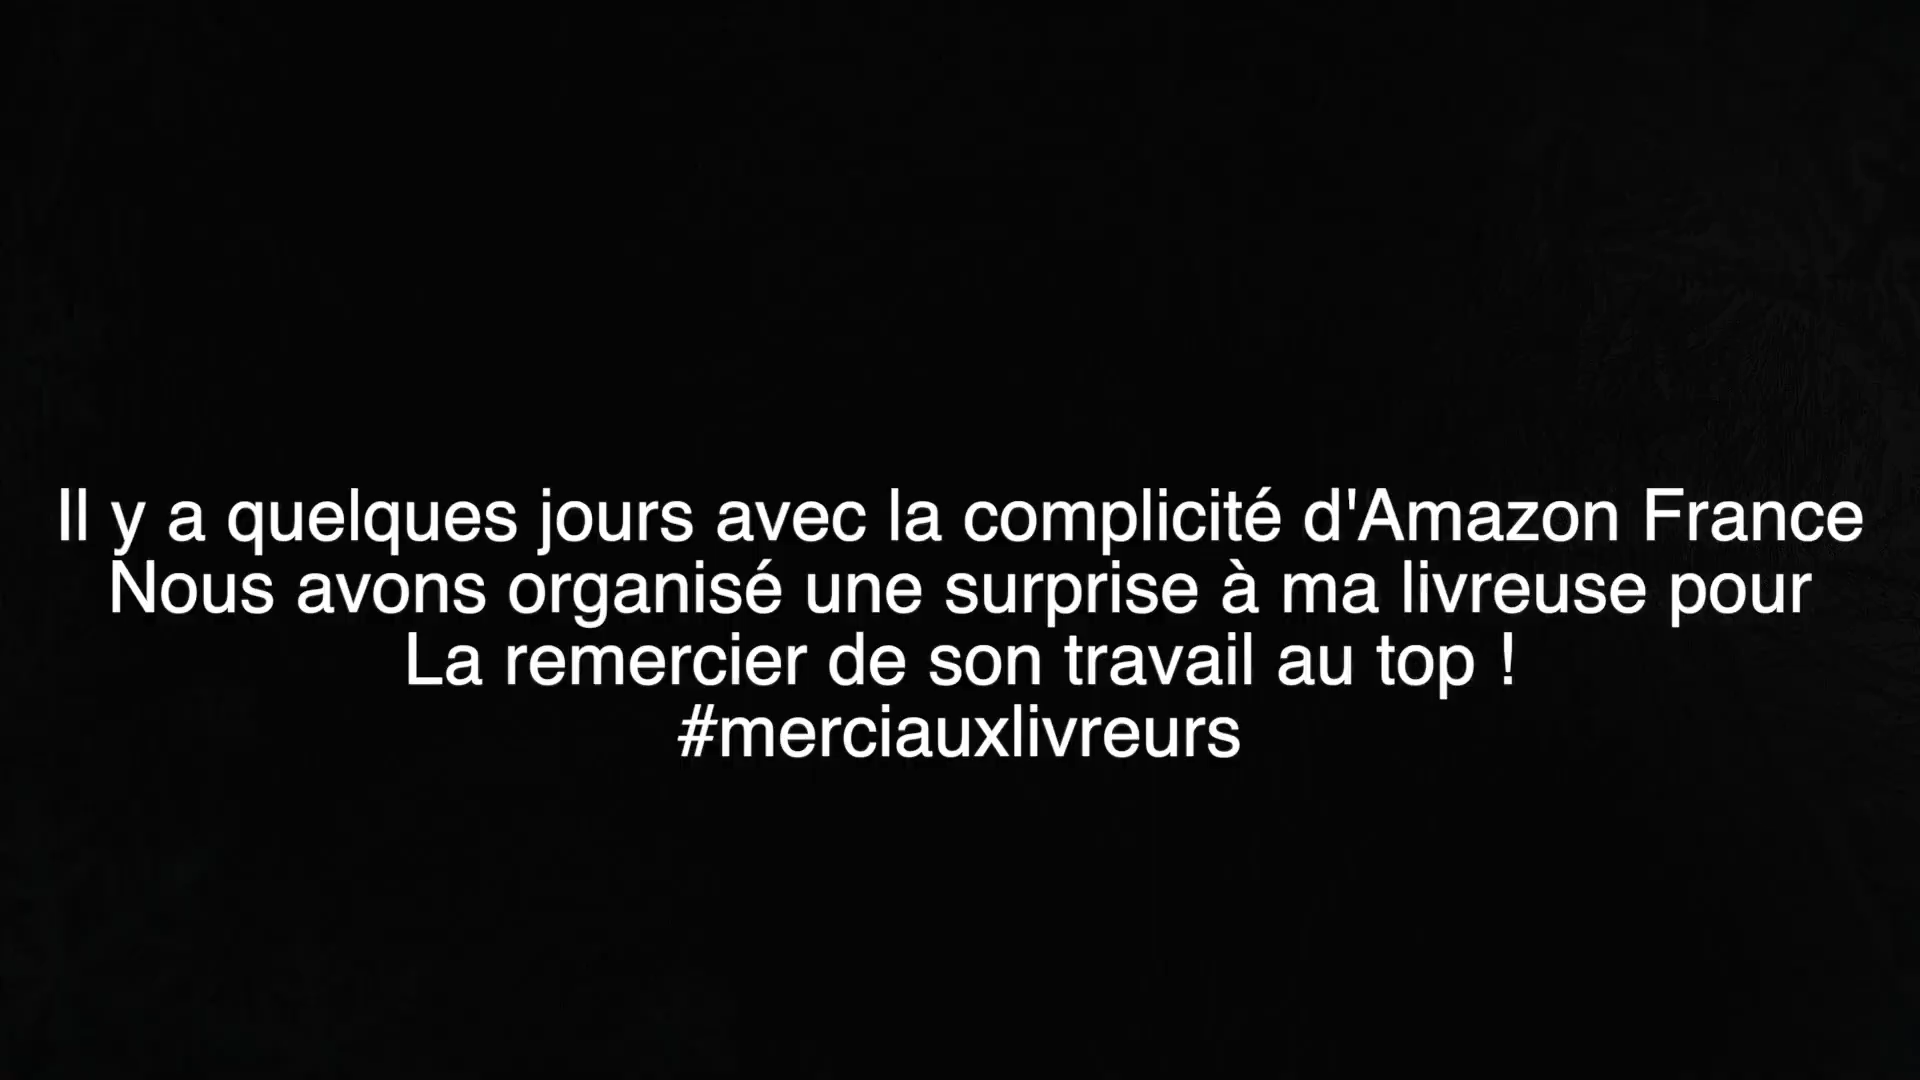 Il y a quelques jours avec la complicité d'Amazon France
Nous avons organisé une surprise à ma livreuse pour
La remercier de son travail au top !
#merciauxlivreurs